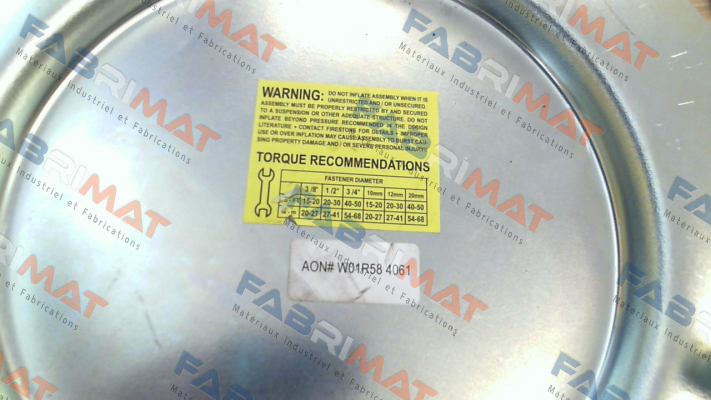 FABRIMAT
Matériaux Industriel et Fabrications
WARNING: DO NOT INFLATE ASSEMBLY WHEN IT IS
UNRESTRICTED AND / OR UNSECURED.
ASSEMBLY MUST BE PROPERLY RESTRICTED BY AND SECURED
TO A SUSPENSION OR OTHER ADEQUATE STRUCTURE. DO NOT
INFLATE BEYOND PRESSURE RECOMMENDED IN THE DEDIGN
LITERATURE • CONTACT FIRESTONS FOR DETAILS • IMPROPER
USE OR OVER INFLATION MAY CAUSE ASSEMBLY TO BURST CAU-
SING PROPERTY DAMAGE AND / OR SEVERE PERSONAL INJURY
TORQUE RECOMMENDATIONS
FASTENER DIAMETER
3/8" 1/2" 3/4" 10mm 12mm 20mm
15-20 20-30 40-50 15-20 20-30 40-50
20-27 27-41 54-68 20-27 27-41 54-68
AON# W01R58 4061